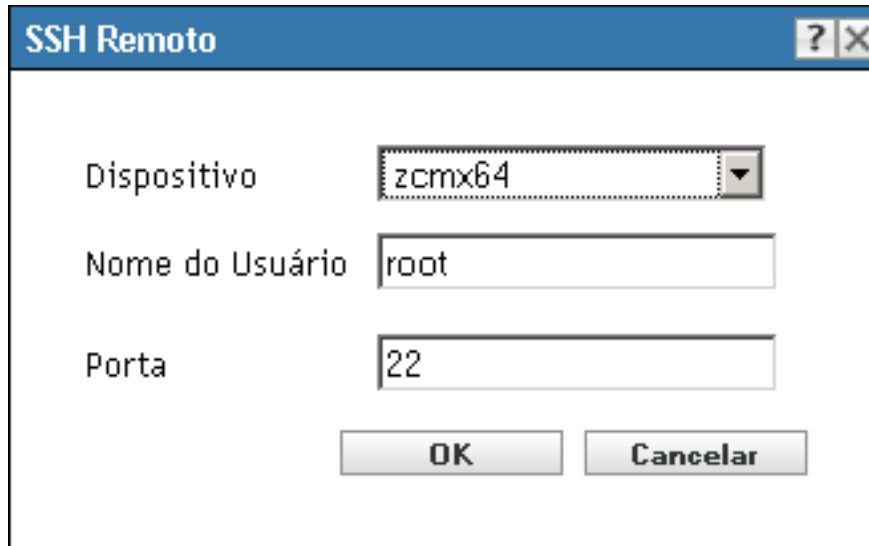 SSH Remoto
Dispositivo zcmx64
Nome do Usuário root
Porta 22
OK Cancelar